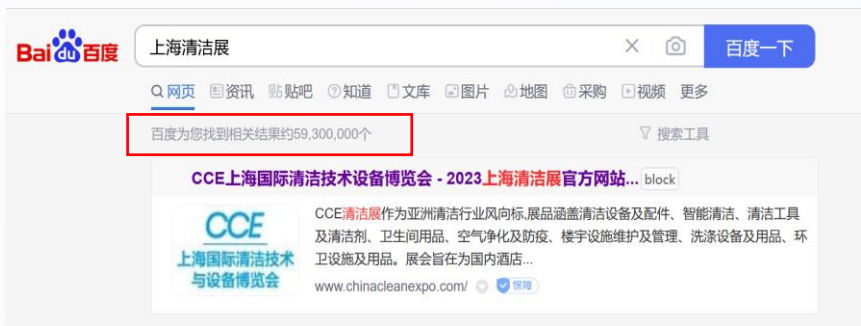 Bai du 百度
上海清洁展
百度一下
网页 资讯 贴吧 知道 文库 图片 地图 采购 视频 更多
百度为您找到相关结果约59,300,000个
搜索工具
CCE上海国际清洁技术设备博览会 - 2023上海清洁展官方网站... block
CCE
上海国际清洁技术
与设备博览会
CCE清洁展作为亚洲清洁行业风向标,展品涵盖清洁设备及配件、智能清洁、清洁工具
及清洁剂、卫生间用品、空气净化及防疫、楼宇设施维护及管理、洗涤设备及用品、环
卫设施及用品。展会旨在为国内酒店...
www.chinacleanexpo.com/ 保障